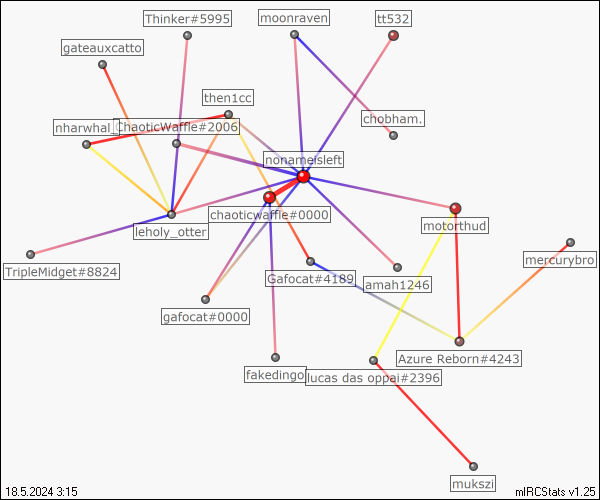 Thinker#5995
moonraven
tt532
gateauxcatto
then1cc
chobham.
nharwhal_
ChaoticWaffle#2006
nonameisleft
chaoticwaffle#0000
motorthud
leholy_otter
mercurybro
TripleMidget#8824
Gafocat#4189
amah1246
gafocat#0000
Azure Reborn#4243
fakedingo
lucas das oppai#2396
mukszi
18.5.2024 3:15
mIRCStats v1.25